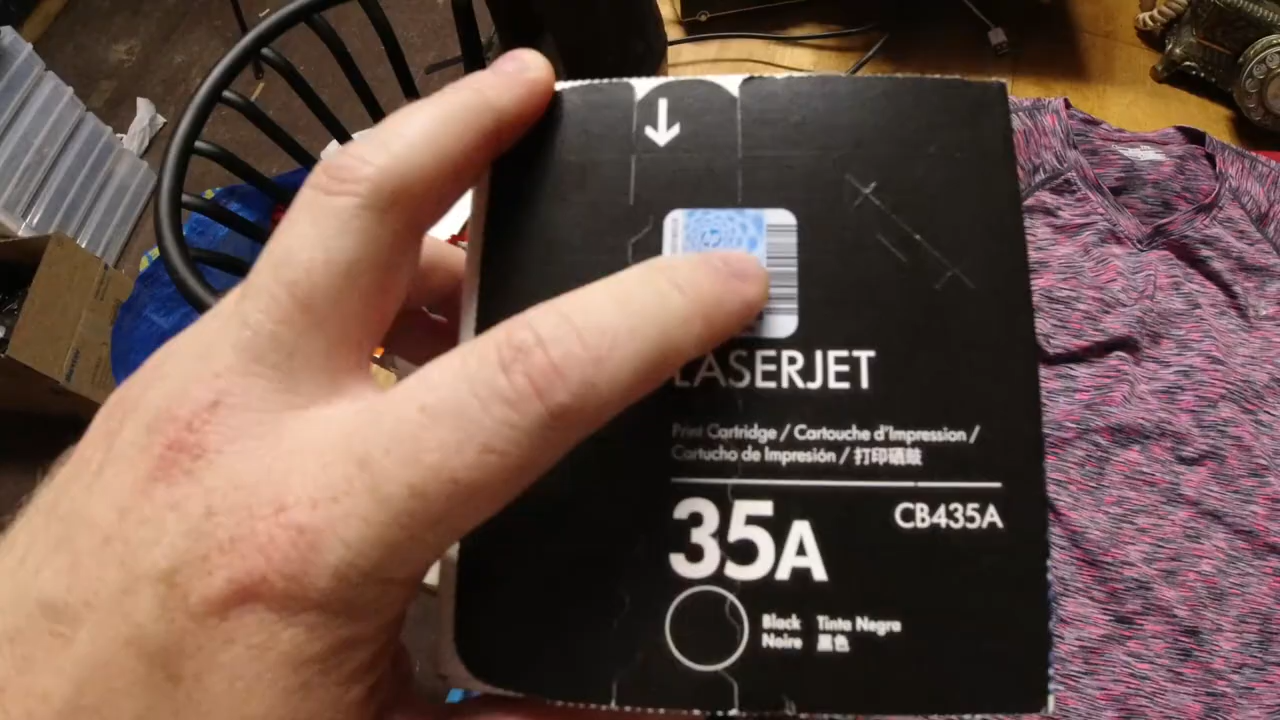 LASERJET
Print Cartridge / Cartouche d'Impression /
Cartucho de Impresión / 打印硒鼓
35A
CB435A
Black Tinta Negra
Noire 黑色